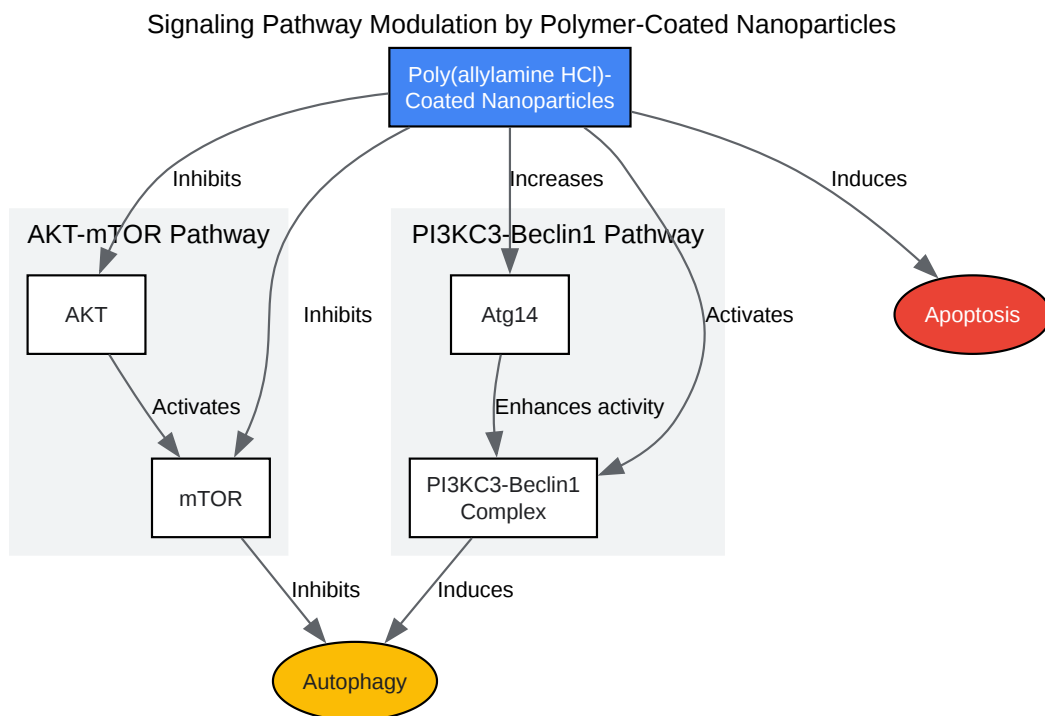 Signaling Pathway Modulation by Polymer-Coated Nanoparticles
Poly(allylamine HCl)-
Coated Nanoparticles
Inhibits
Increases
Induces
AKT-mTOR Pathway
PI3KC3-Beclin1 Pathway
AKT
Inhibits
Atg14
Activates
Apoptosis
Activates
Enhances activity
mTOR
PI3KC3-Beclin1
Complex
Inhibits
Induces
Autophagy